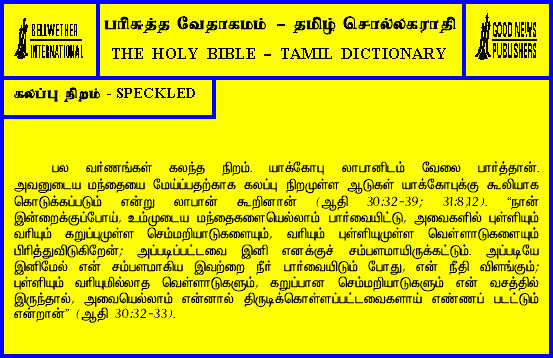 BELLWETHER
INTERNATIONAL
பரிசுத்த வேதாகமம் – தமிழ் சொல்லகராதி
THE HOLY BIBLE – TAMIL DICTIONARY
GOOD NEWS
PUBLISHERS
கலப்பு நிறம் - SPECKLED
பல வர்ணங்கள் கலந்த நிறம். யாக்கோபு லாபானிடம் வேலை பார்த்தான்.
அவனுடைய மந்தையை மேய்ப்பதற்காக கலப்பு நிறமுள்ள ஆடுகள் யாக்கோபுக்கு கூலியாக
கொடுக்கப்படும் என்று லாபான் கூறினான் (ஆதி 30:32-39; 31:8,12). “நான்
இன்றைக்குப்போய், உம்முடைய மந்தைகளையெல்லாம் பார்வையிட்டு, அவைகளில் புள்ளியும்
வரியும் கறுப்புமுள்ள செம்மறியாடுகளையும், வரியும் புள்ளியுமுள்ள வெள்ளாடுகளையும்
பிரித்துவிடுகிறேன்; அப்படிப்பட்டவை இனி எனக்குச் சம்பளமாயிருக்கட்டும். அப்படியே
இனிமேல் என் சம்பளமாகிய இவற்றை நீர் பார்வையிடும் போது, என் நீதி விளங்கும்;
புள்ளியும் வரியுமில்லாத வெள்ளாடுகளும், கறுப்பான செம்மறியாடுகளும் என் வசத்தில்
இருந்தால், அவையெல்லாம் என்னால் திருடிக்கொள்ளப்பட்டவைகளாய் எண்ணப் படட்டும்
என்றான்” (ஆதி 30:32-33).